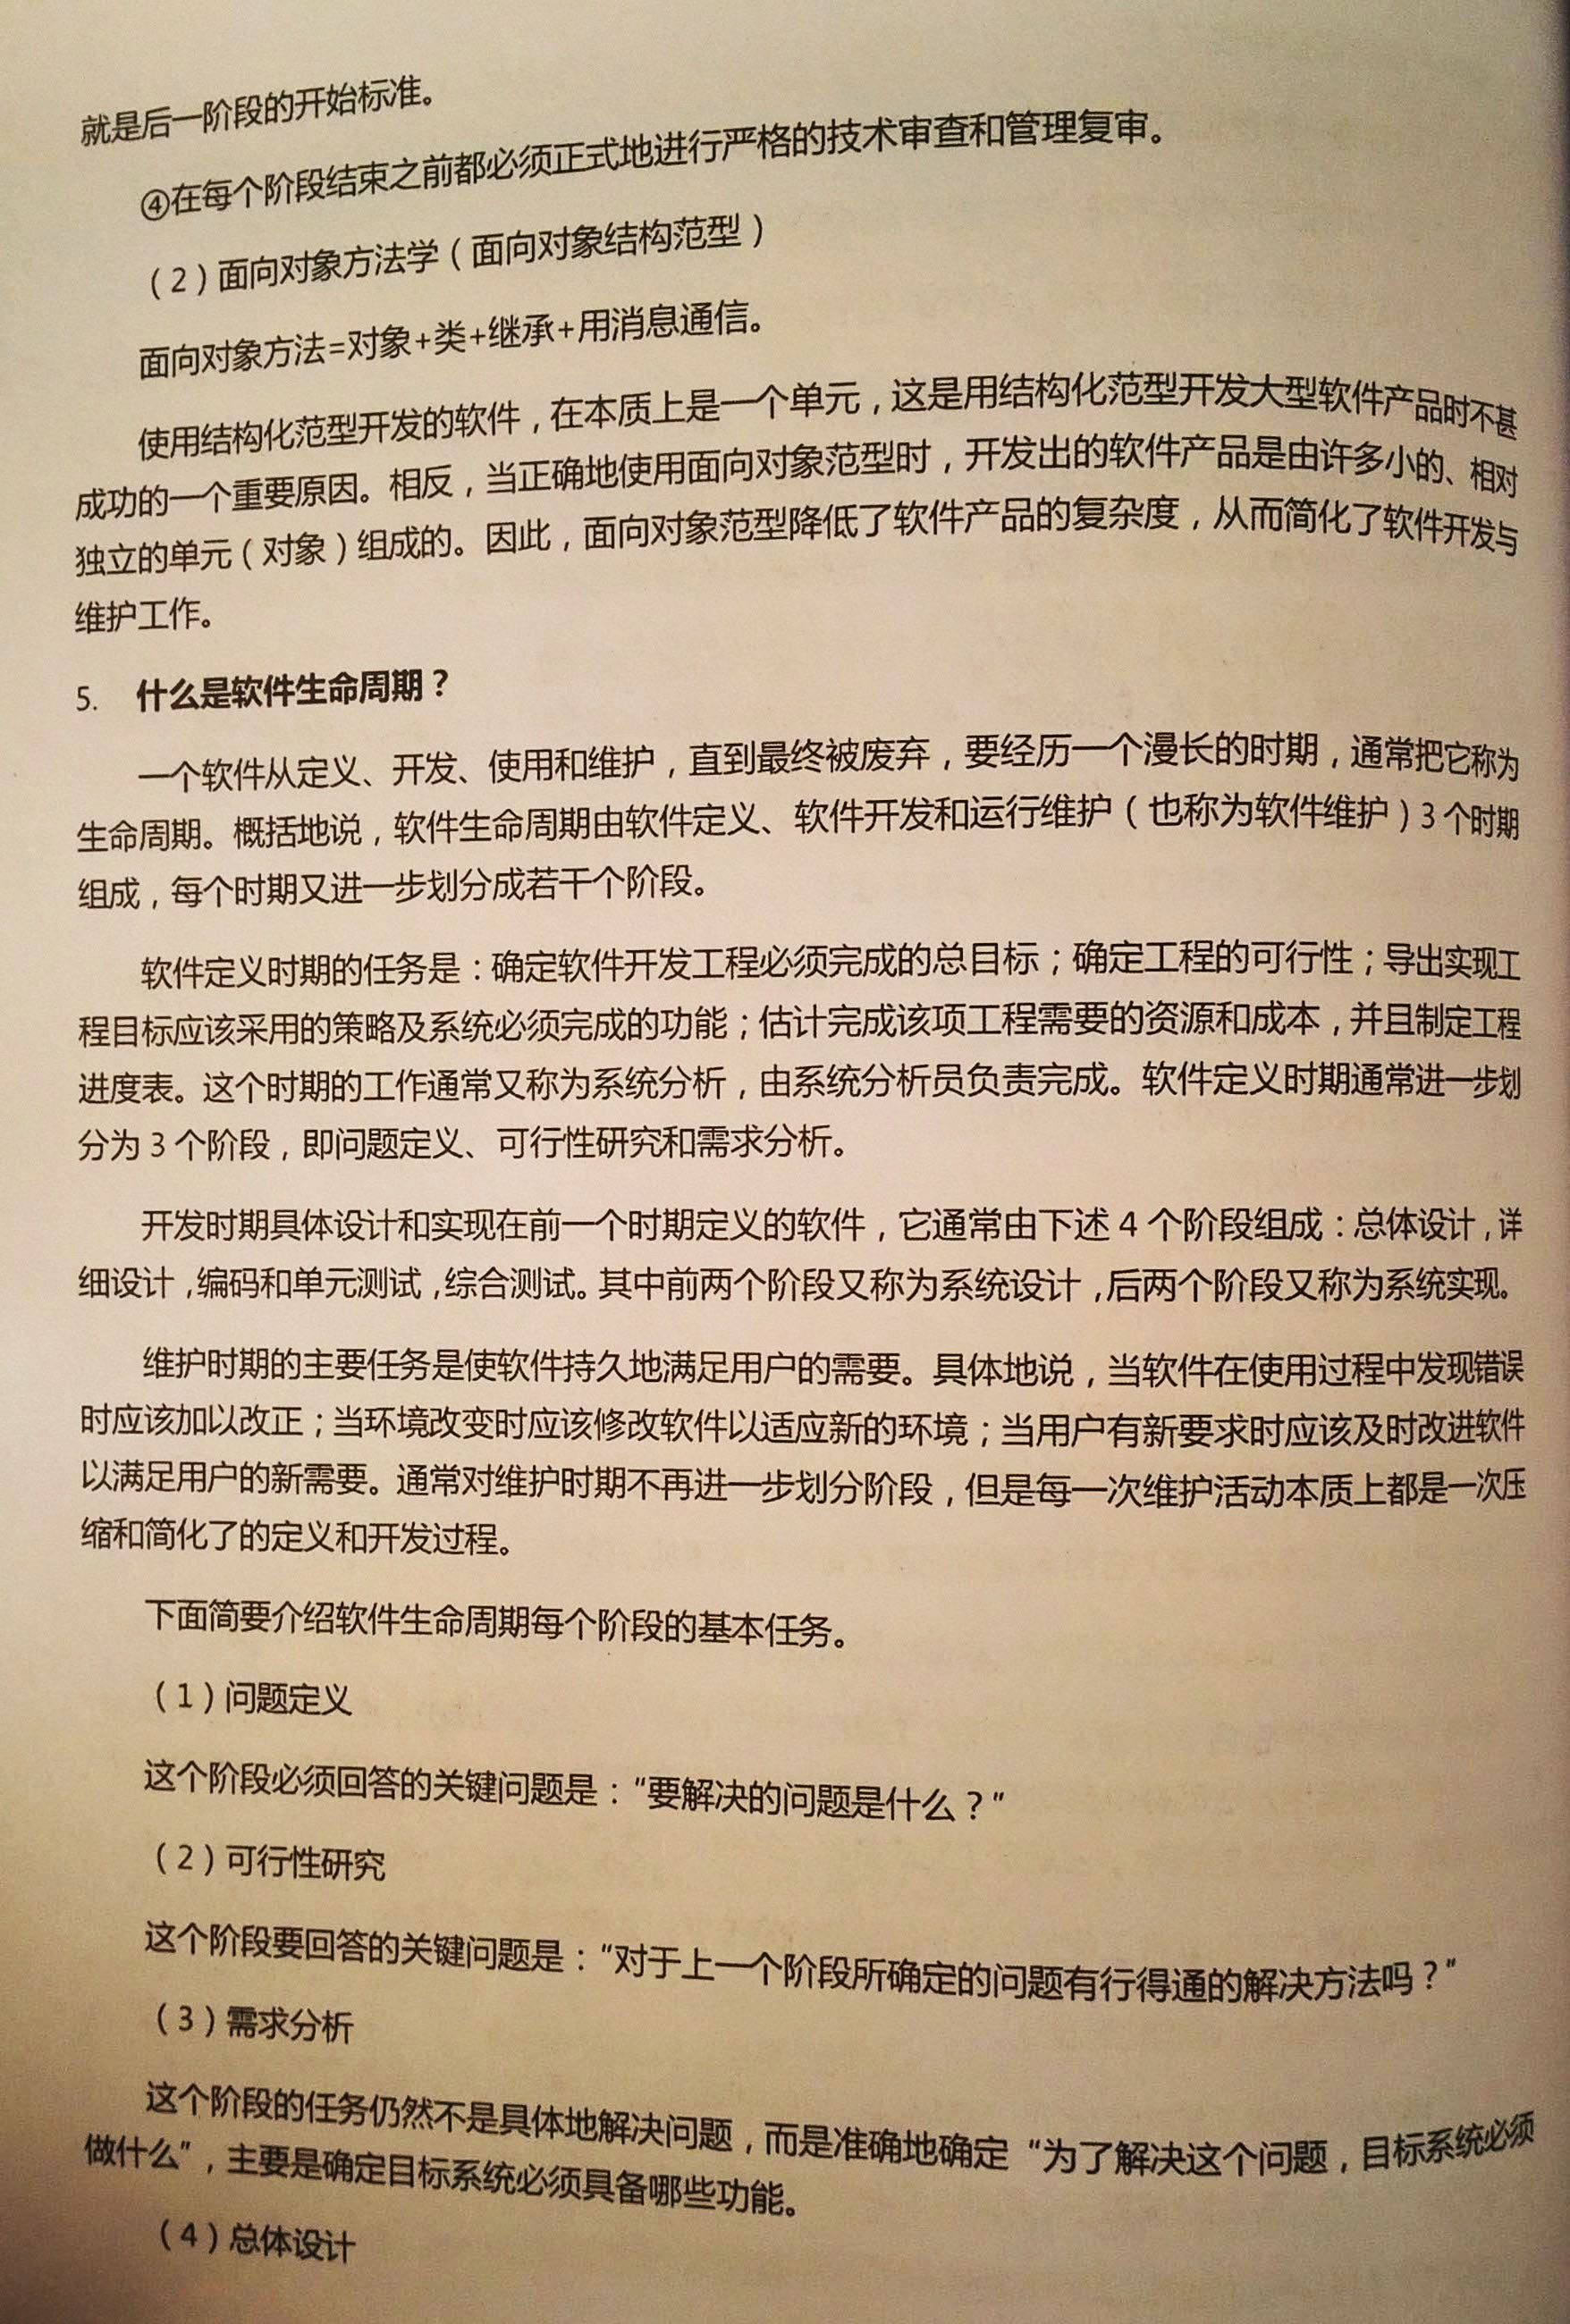 就是后一阶段的开始标准。
④在每个阶段结束之前都必须正式地进行严格的技术审查和管理复审。
（2）面向对象方法学（面向对象结构范型）
面向对象方法=对象+类+继承+用消息通信。
使用结构化范型开发的软件，在本质上是一个单元，这是用结构化范型开发大型软件产品时不甚
成功的一个重要原因。相反，当正确地使用面向对象范型时，开发出的软件产品是由许多小的、相对
独立的单元（对象）组成的。因此，面向对象范型降低了软件产品的复杂度，从而简化了软件开发与
维护工作。
5. 什么是软件生命周期？
一个软件从定义、开发、使用和维护，直到最终被废弃，要经历一个漫长的时期，通常把它称为
生命周期。概括地说，软件生命周期由软件定义、软件开发和运行维护（也称为软件维护）3个时期
组成，每个时期又进一步划分成若干个阶段。
软件定义时期的任务是：确定软件开发工程必须完成的总目标；确定工程的可行性；导出实现工
程目标应该采用的策略及系统必须完成的功能；估计完成该项工程需要的资源和成本，并且制定工程
进度表。这个时期的工作通常又称为系统分析，由系统分析员负责完成。软件定义时期通常进一步划
分为3个阶段，即问题定义、可行性研究和需求分析。
开发时期具体设计和实现在前一个时期定义的软件，它通常由下述4个阶段组成：总体设计，详
细设计，编码和单元测试，综合测试。其中前两个阶段又称为系统设计，后两个阶段又称为系统实现。
维护时期的主要任务是使软件持久地满足用户的需要。具体地说，当软件在使用过程中发现错误
时应该加以改正；当环境改变时应该修改软件以适应新的环境；当用户有新要求时应该及时改进软件
以满足用户的新需要。通常对维护时期不再进一步划分阶段，但是每一次维护活动本质上都是一次压
缩和简化了的定义和开发过程。
下面简要介绍软件生命周期每个阶段的基本任务。
（1）问题定义
这个阶段必须回答的关键问题是：“要解决的问题是什么？”
（2）可行性研究
这个阶段要回答的关键问题是：“对于上一个阶段所确定的问题有行得通的解决方法吗？”
（3）需求分析
这个阶段的任务仍然不是具体地解决问题，而是准确地确定“为了解决这个问题，目标系统必须
做什么”，主要是确定目标系统必须具备哪些功能。
（4）总体设计